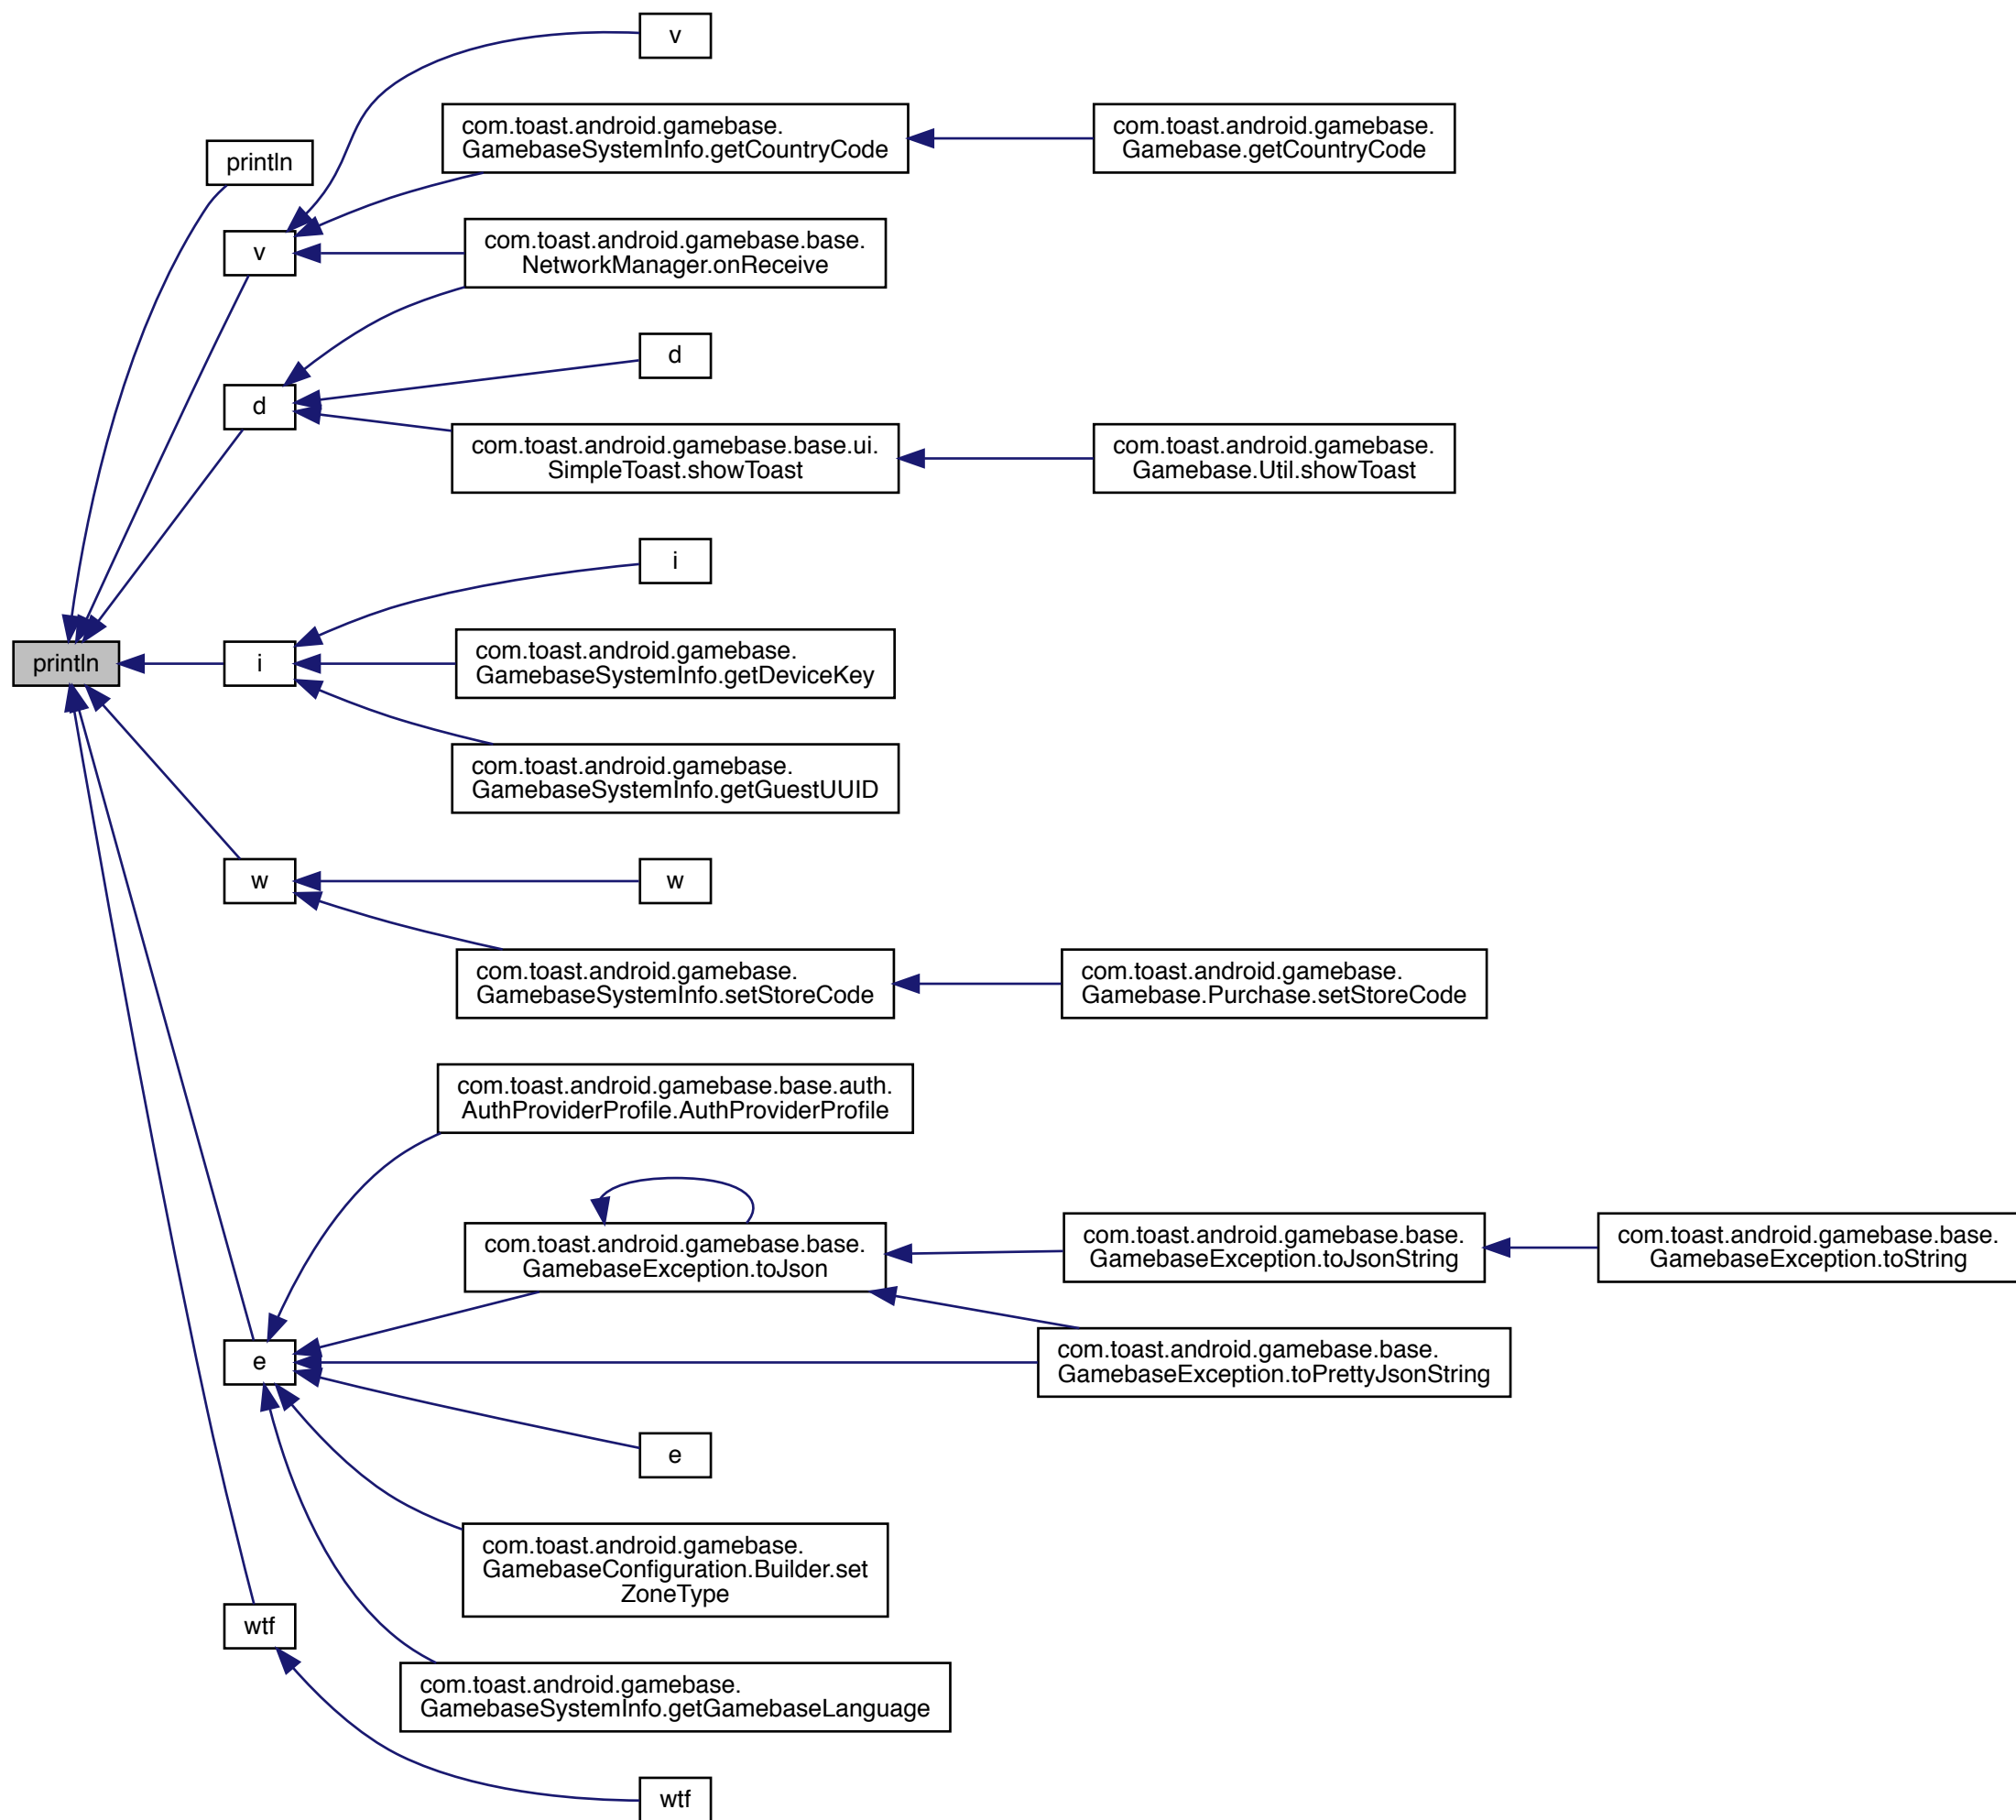 v
com.toast.android.gamebase.
GamebaseSystemInfo.getCountryCode
com.toast.android.gamebase.
Gamebase.getCountryCode
println
v
com.toast.android.gamebase.base.
NetworkManager.onReceive
d
d
com.toast.android.gamebase.base.ui.
SimpleToast.showToast
com.toast.android.gamebase.
Gamebase.Util.showToast
i
println
i
com.toast.android.gamebase.
GamebaseSystemInfo.getDeviceKey
com.toast.android.gamebase.
GamebaseSystemInfo.getGuestUUID
w
w
com.toast.android.gamebase.
GamebaseSystemInfo.setStoreCode
com.toast.android.gamebase.
Gamebase.Purchase.setStoreCode
com.toast.android.gamebase.base.auth.
AuthProviderProfile.AuthProviderProfile
com.toast.android.gamebase.base.
GamebaseException.toJson
com.toast.android.gamebase.base.
GamebaseException.toJsonString
com.toast.android.gamebase.base.
GamebaseException.toString
e
com.toast.android.gamebase.base.
GamebaseException.toPrettyJsonString
e
com.toast.android.gamebase.
GamebaseConfiguration.Builder.set
ZoneType
wtf
com.toast.android.gamebase.
GamebaseSystemInfo.getGamebaseLanguage
wtf